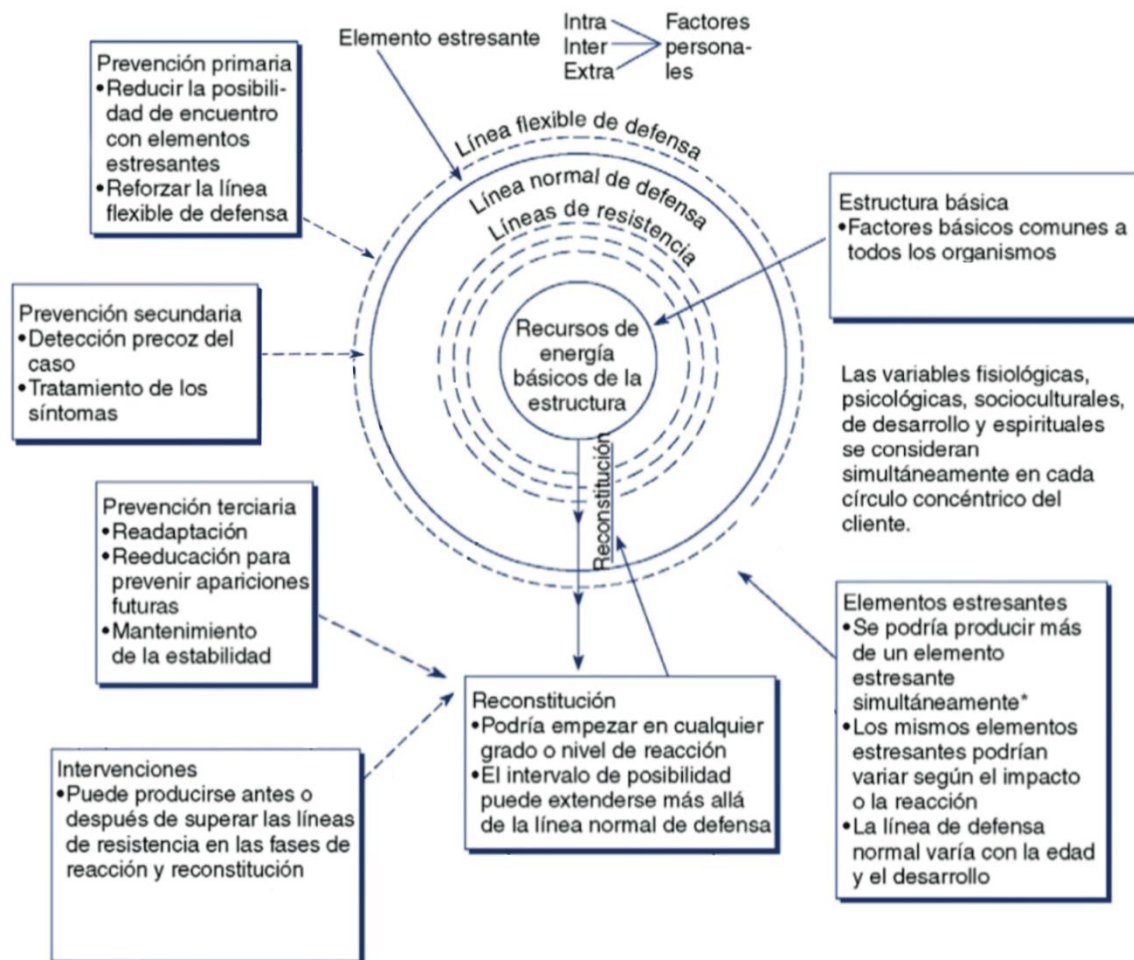 Elemento estresante
Intra
Inter
Extra
Factores
persona-
les
Prevención primaria
•Reducir la posibili-
dad de encuentro
con elementos
estresantes
•Reforzar la línea
flexible de defensa
Línea flexible de defensa
Línea normal de defensa
Líneas de resistencia
Estructura básica
•Factores básicos comunes a
todos los organismos
Prevención secundaria
•Detección precoz del
caso
•Tratamiento de los
síntomas
Recursos de
energía
básicos de la
estructura
Las variables fisiológicas,
psicológicas, socioculturales,
de desarrollo y espirituales
se consideran
simultáneamente en cada
círculo concéntrico del
cliente.
Reconstitución
Prevención terciaria
•Readaptación
•Reeducación para
prevenir apariciones
futuras
•Mantenimiento
de la estabilidad
Elementos estresantes
•Se podría producir más
de un elemento
estresante
simultáneamente*
•Los mismos elementos
estresantes podrían
variar según el impacto
o la reacción
•La línea de defensa
normal varía con la edad
y el desarrollo
Reconstitución
•Podría empezar en cualquier
grado o nivel de reacción
•El intervalo de posibilidad
puede extenderse más allá
de la línea normal de defensa
Intervenciones
•Puede producirse antes o
después de superar las líneas
de resistencia en las fases de
reacción y reconstitución